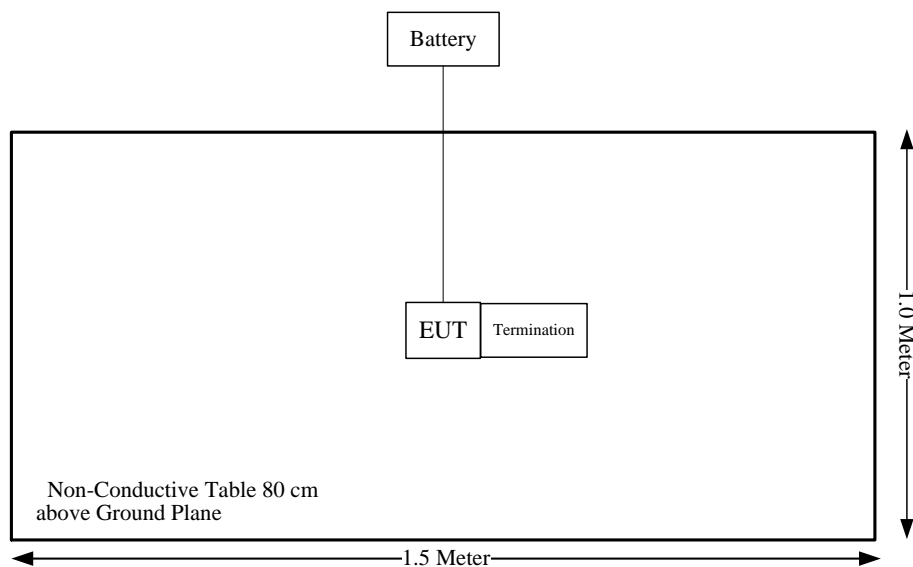 Battery
EUT
Termination
1.0 Meter
Non-Conductive Table 80 cm
above Ground Plane
1.5 Meter